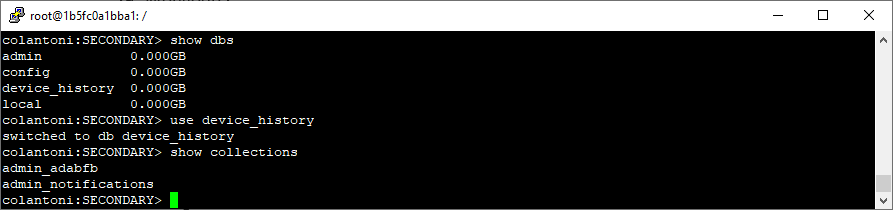 root@1b5fc0a1bba1: /
colantoni:SECONDARY> show dbs
admin           0.000GB
config          0.000GB
device_history  0.000GB
local           0.000GB
colantoni:SECONDARY> use device_history
switched to db device_history
colantoni:SECONDARY> show collections
admin_adabfb
admin_notifications
colantoni:SECONDARY>